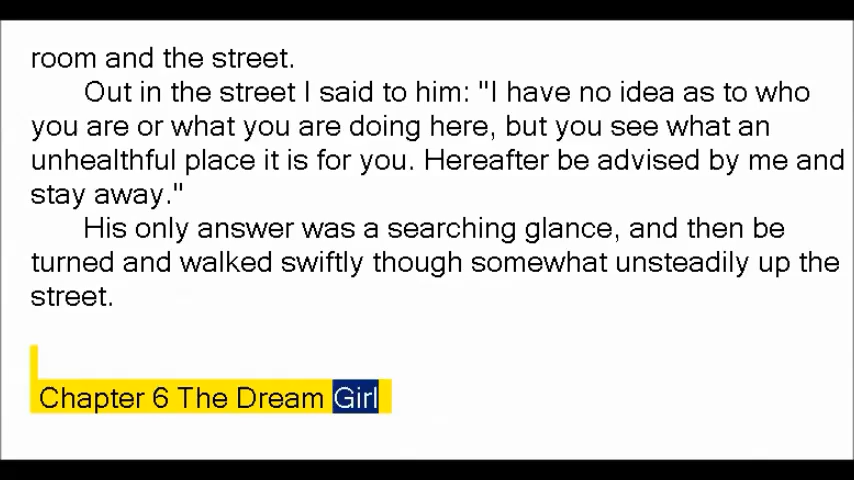 room and the street.
Out in the street I said to him: "I have no idea as to who
you are or what you are doing here, but you see what an
unhealthful place it is for you. Hereafter be advised by me and
stay away."
His only answer was a searching glance, and then be
turned and walked swiftly though somewhat unsteadily up the
street.
Chapter 6 The Dream Girl